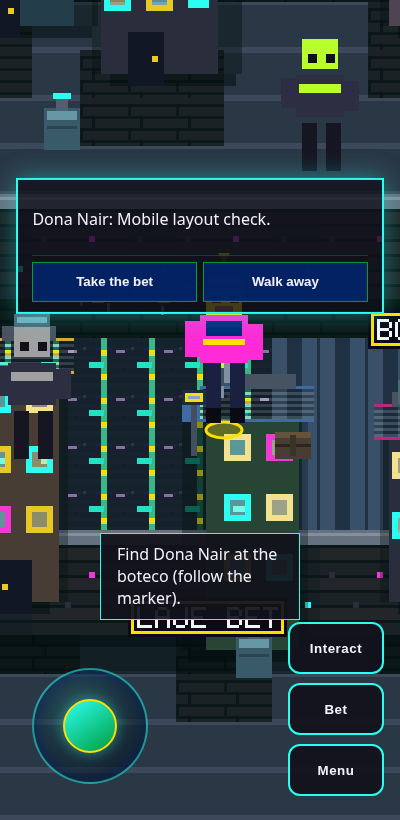 Dona Nair: Mobile layout check.
Take the bet
Walk away
Find Dona Nair at the
boteco (follow the
marker).
BET
Interact
Bet
Menu